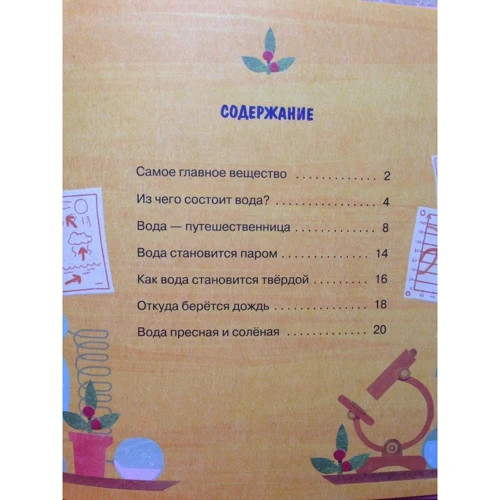 СОДЕРЖАНИЕ
Самое главное вещество ............. 2
Из чего состоит вода? ................ 4
Вода — путешественница ............. 8
Вода становится паром .............. 14
Как вода становится твёрдой ......... 16
Откуда берётся дождь ............... 18
Вода пресная и солёная .............. 20